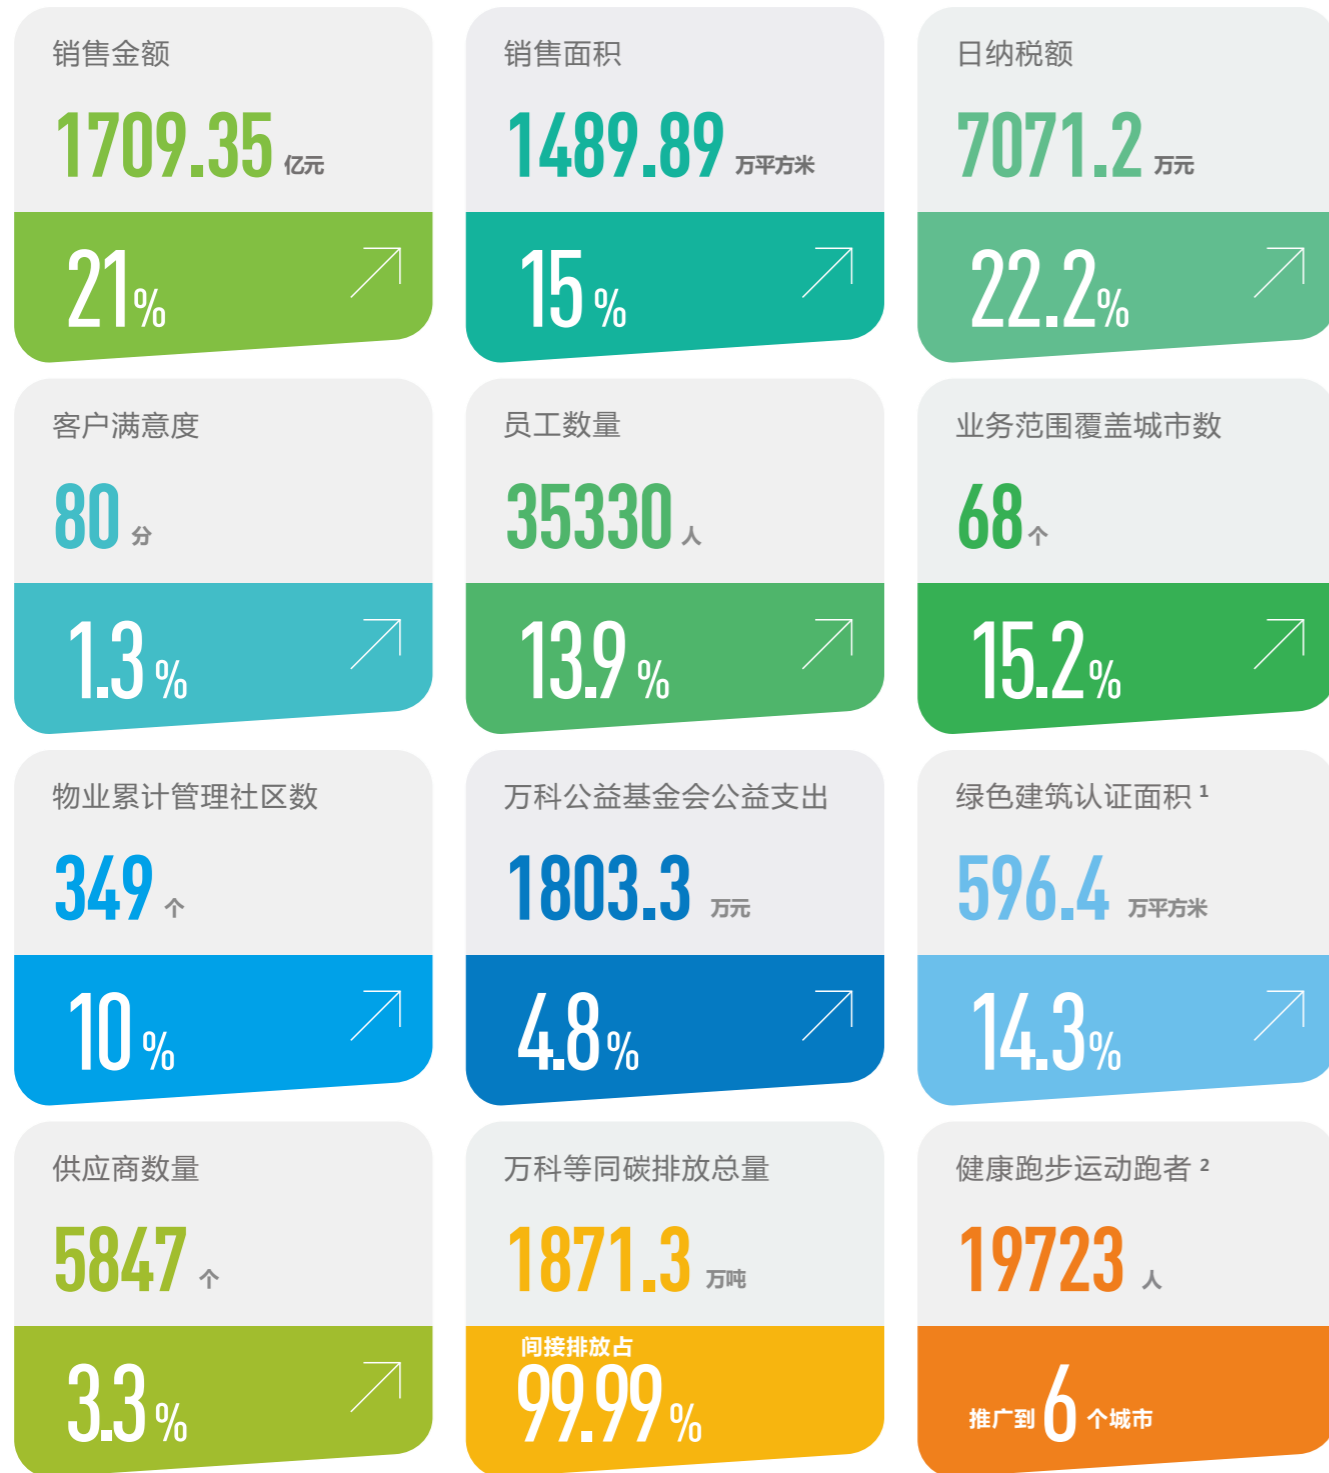 销售金额
1709.35 亿元
21%
销售面积
1489.89 万平方米
15 %
日纳税额
7071.2 万元
22.2%
客户满意度
80 分
1.3 %
员工数量
35330 人
13.9 %
业务范围覆盖城市数
68 个
15.2%
物业累计管理社区数
349 个
10 %
万科公益基金会公益支出
1803.3 万元
4.8 %
绿色建筑认证面积 1
596.4 万平方米
14.3%
供应商数量
5847 个
3.3 %
万科等同碳排放总量
1871.3 万吨
间接排放占
99.99 %
健康跑步运动跑者 2
19723 人
推广到 6 个城市